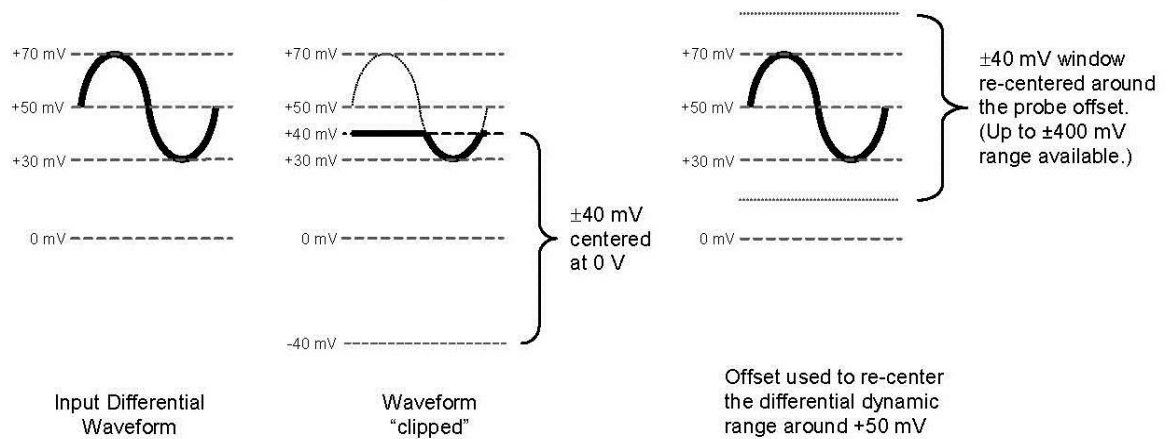 +70 mV
+50 mV
+30 mV
0 mV
Input Differential
Waveform
+70 mV
+50 mV
+40 mV
+30 mV
0 mV
-40 mV
±40 mV
centered
at 0 V
Waveform
“clipped”
+70 mV
+50 mV
+30 mV
0 mV
±40 mV window
re-centered around
the probe offset.
(Up to ±400 mV
range available.)
Offset used to re-center
the differential dynamic
range around +50 mV